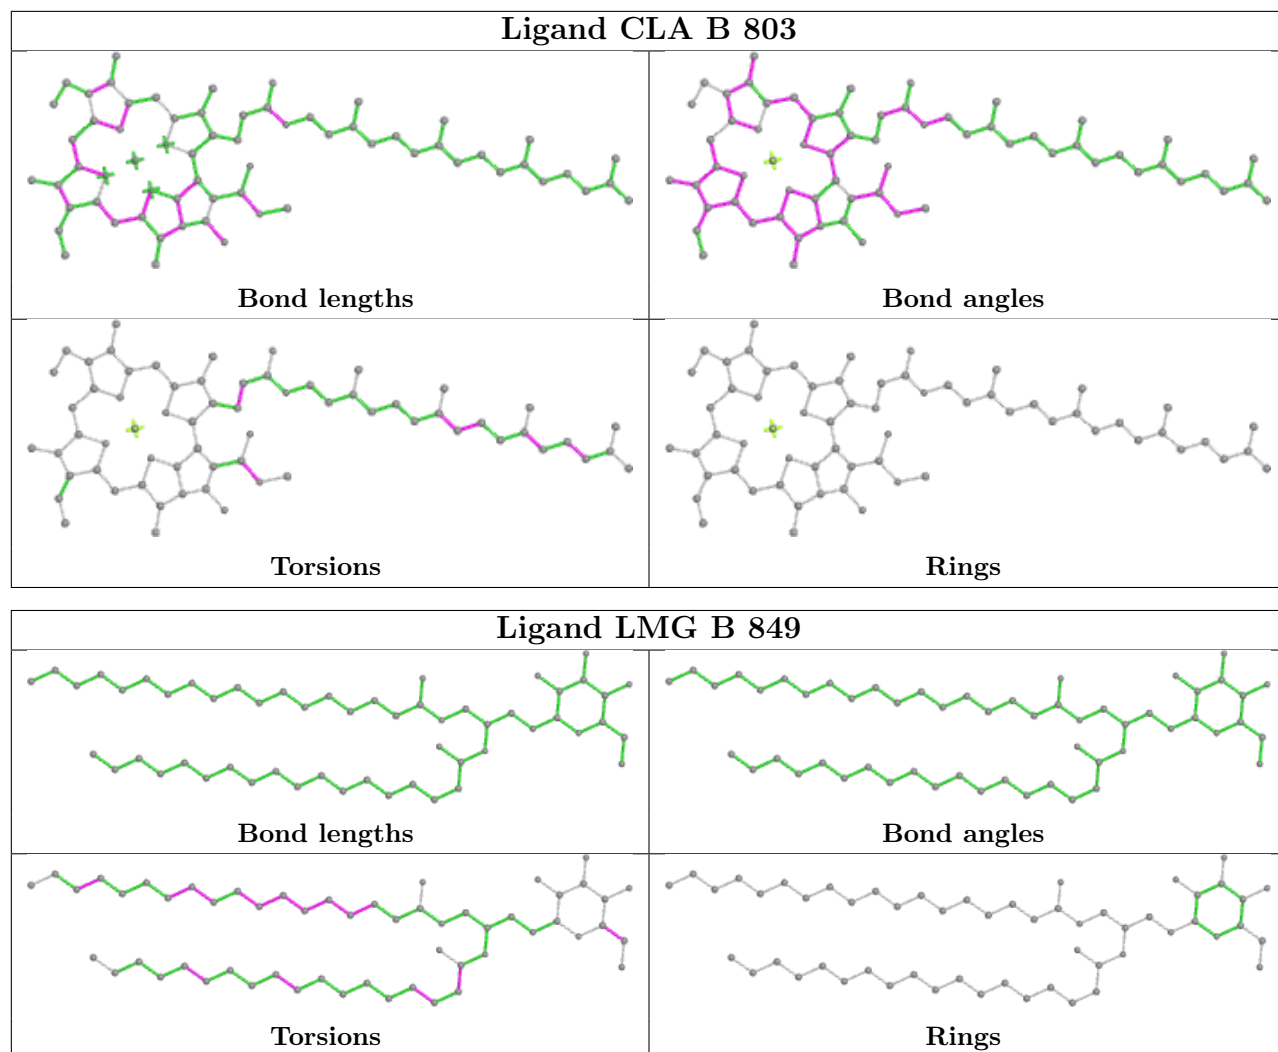 Ligand CLA B 803
Bond lengths
Bond angles
Torsions
Rings
Ligand LMG B 849
Bond lengths
Bond angles
Torsions
Rings